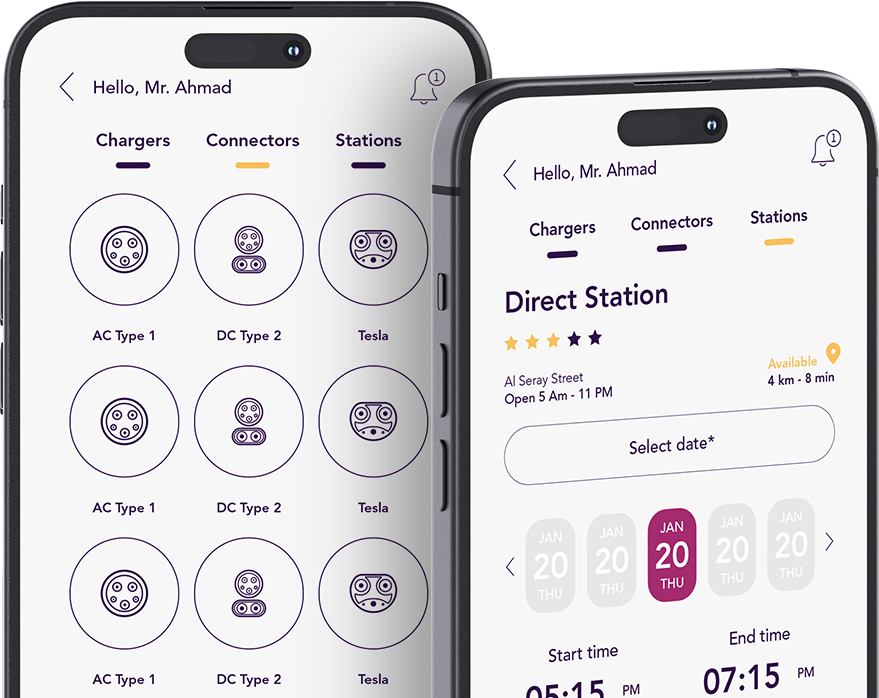 Hello, Mr. Ahmad
1
Chargers Connectors Stations
AC Type 1 DC Type 2 Tesla
AC Type 1 DC Type 2 Tesla
AC Type 1 DC Type 2 Tesla
Hello, Mr. Ahmad
1
Chargers Connectors Stations
Direct Station
Available
Al Seray Street
4 km - 8 min
Open 5 Am - 11 PM
Select date*
JAN JAN JAN JAN JAN
20 20 20 20 20
THU THU THU THU THU
Start time End time
05:15 PM 07:15 PM